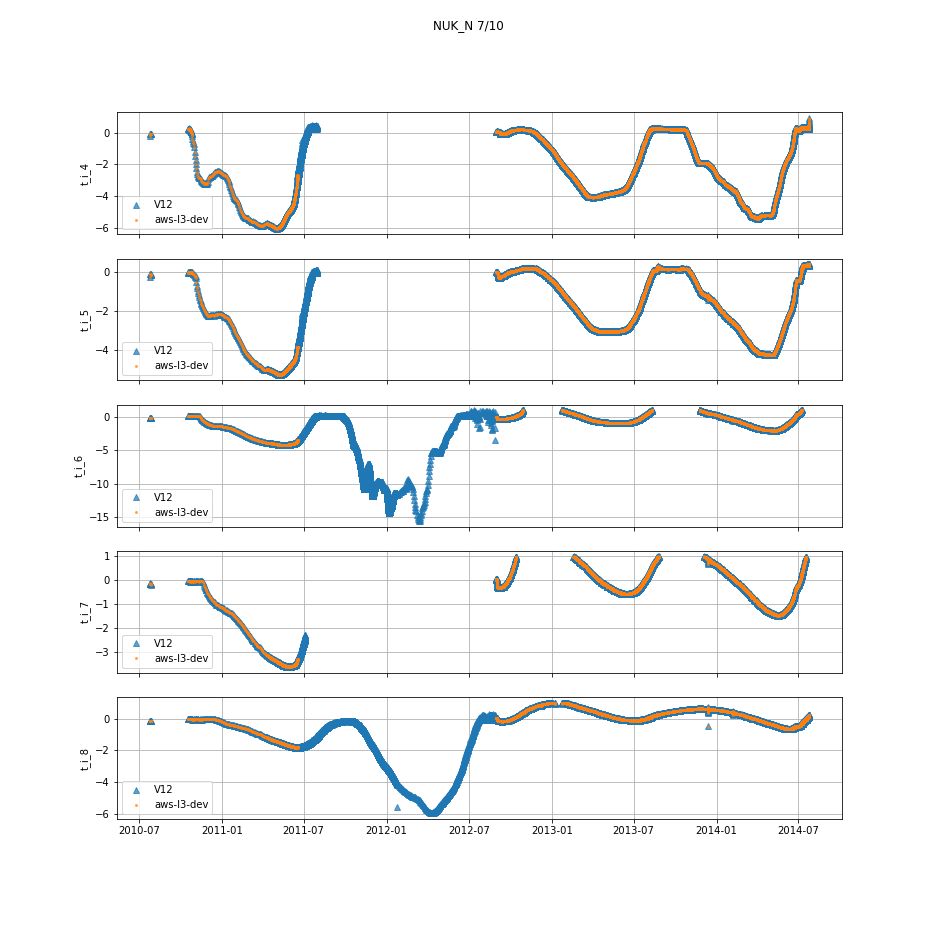 NUK_N 7/10
0
−2
−4
−6
t_i_4
V12
aws-l3-dev
0
−2
−4
t_i_5
V12
aws-l3-dev
0
−5
−10
−15
t_i_6
V12
aws-l3-dev
1
0
−1
−2
−3
t_i_7
V12
aws-l3-dev
0
−2
−4
−6
t_i_8
V12
aws-l3-dev
2010-07 2011-01 2011-07 2012-01 2012-07 2013-01 2013-07 2014-01 2014-07